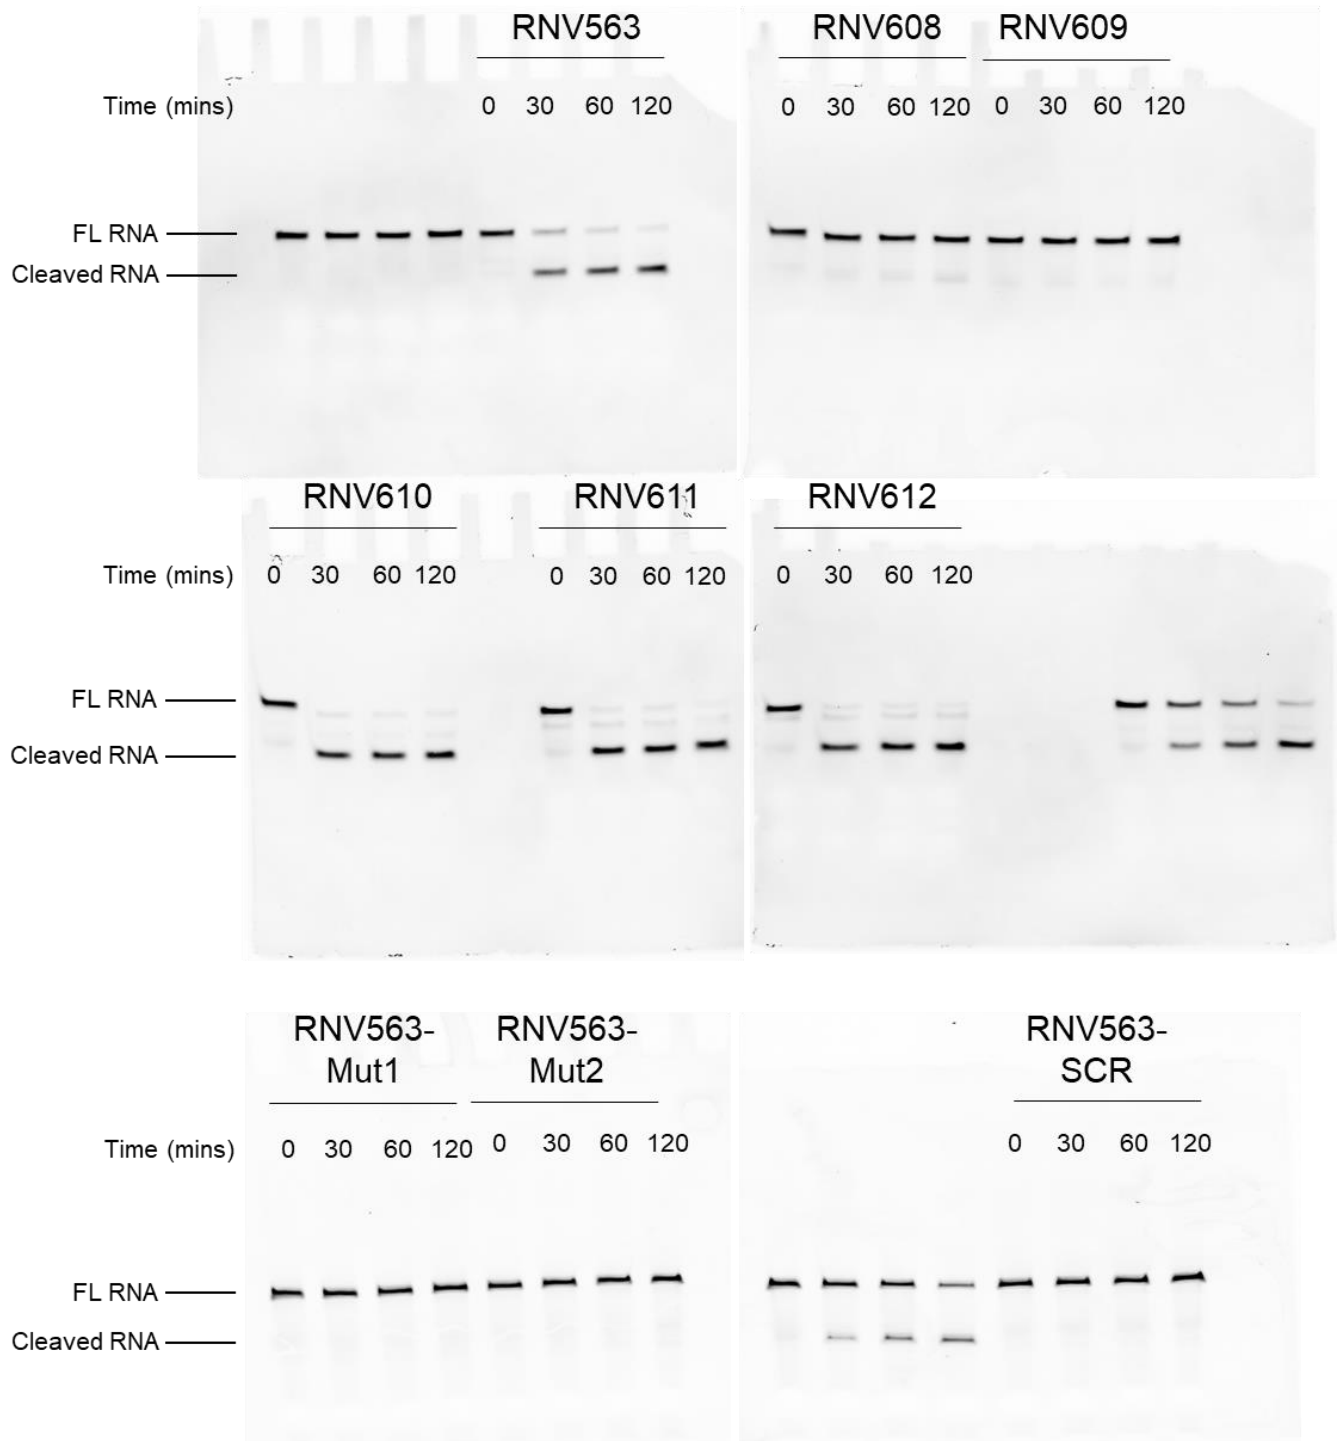 RNV563
RNV608 RNV609
Time (mins) 0 30 60 120 0 30 60 120 0 30 60 120
FL RNA
Cleaved RNA
RNV610 RNV611 RNV612
Time (mins) 0 30 60 120 0 30 60 120 0 30 60 120
FL RNA
Cleaved RNA
RNV563- RNV563- RNV563-
Mut1 Mut2 SCR
Time (mins) 0 30 60 120 0 30 60 120 0 30 60 120
FL RNA
Cleaved RNA